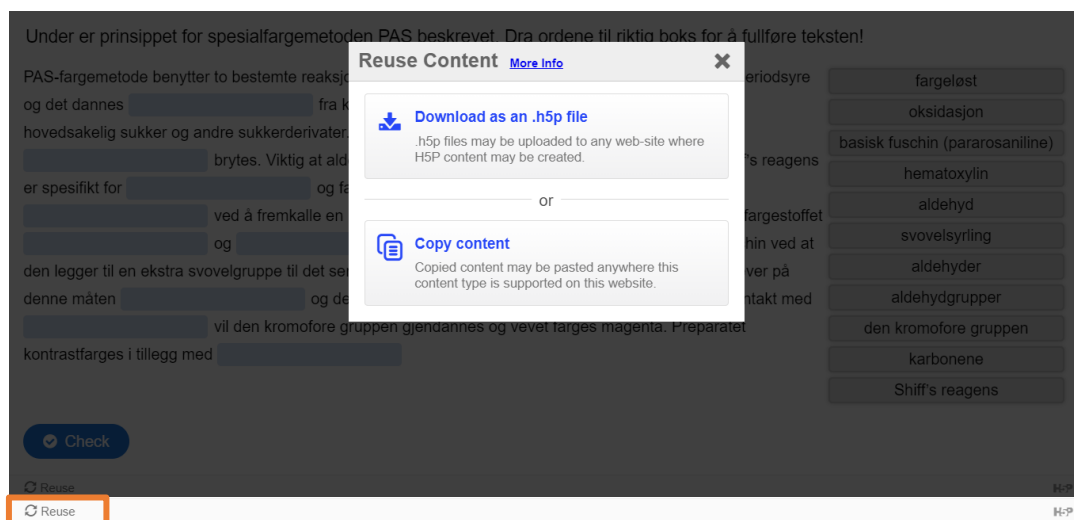 Under er prinsippet for spesialfargemetoden PAS beskrevet. Dra ordene til riktig boks for å fullføre teksten!
Reuse Content More Info
PAS-fargemetode benytter to bestemte eriodsyre
og det dannes fra
hovedsakelig sukker og andre sukkerderivater.
brytes. Viktig at 's reagens
er spesifikt for og
ved å fremkalle en fargestoffet
og hin ved at
den legger til en ekstra svovelgruppe til det ver på
denne måten og ntakt med
vil den kromofore gruppen gjendannes og vevet farges magenta. Preparatet
kontrastfarges i tillegg med
Download as an .h5p file
.h5p files may be uploaded to any web-site where
H5P content may be created.
or
Copy content
Copied content may be pasted anywhere this
content type is supported on this website.
fargeløst
oksidasjon
basisk fuschin (pararosaniline)
hematoxylin
aldehyd
svovelsyrling
aldehyder
aldehydgrupper
den kromofore gruppen
karbonene
Shiff's reagens
Check
Reuse
H5P
Reuse
H5P